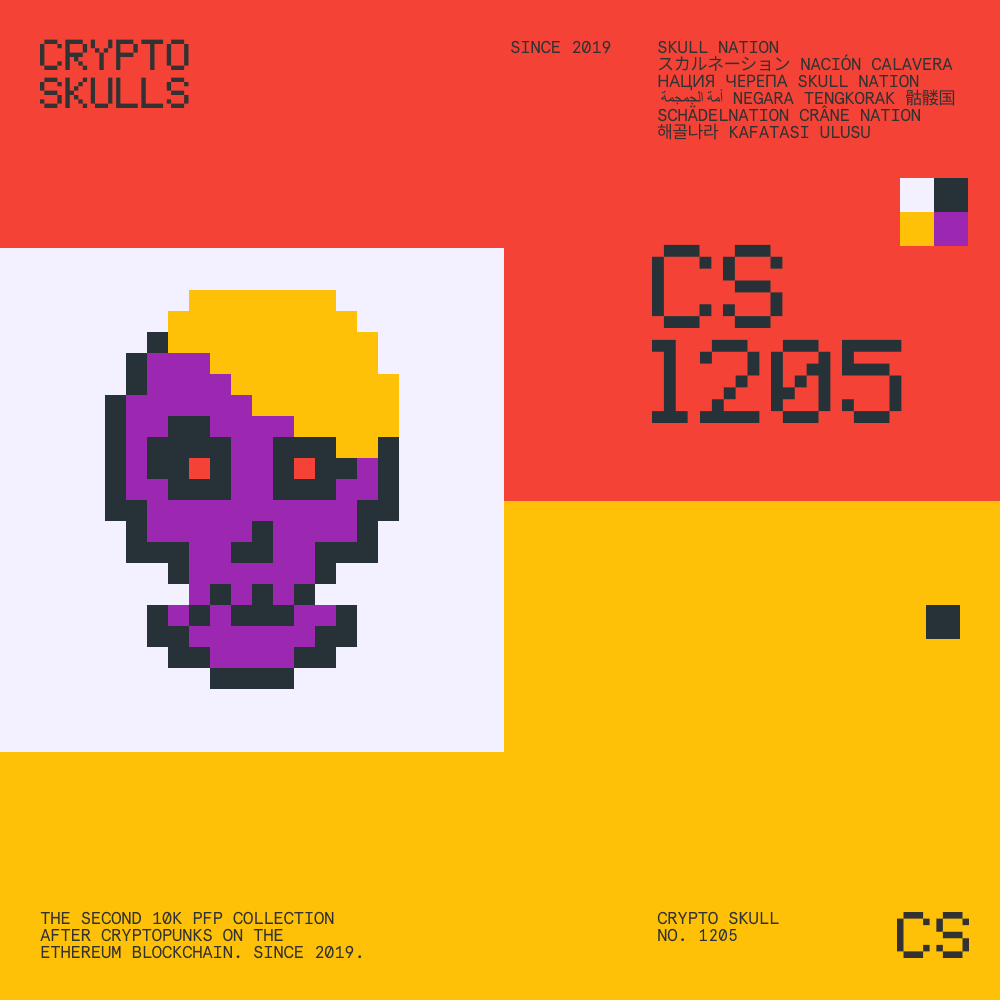 CRYPTO
SKULLS
SINCE 2019
SKULL NATION
スカルネーション NACIÓN CALAVERA
НАЦИЯ ЧЕРЕПА SKULL NATION
أمة الجمجمة NEGARA TENGKORAK 骷髅国
SCHÄDELNATION CRÂNE NATION
해골나라 KAFATASI ULUSU
CS
1205
THE SECOND 10K PFP COLLECTION
AFTER CRYPTOPUNKS ON THE
ETHEREUM BLOCKCHAIN. SINCE 2019.
CRYPTO SKULL
NO. 1205
CS